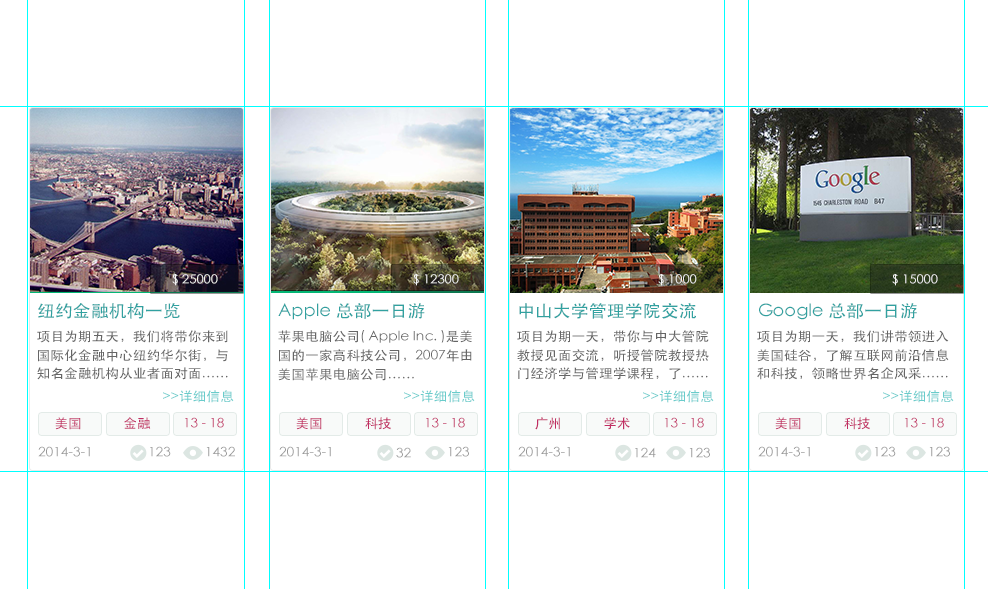 $ 25000
纽约金融机构一览
项目为期五天，我们将带你来到
国际化金融中心纽约华尔街，与
知名金融机构从业者面对面……
>>详细信息
美国 金融 13 - 18
2014-3-1 123 1432
$ 12300
Apple 总部一日游
苹果电脑公司( Apple Inc. )是美
国的一家高科技公司，2007年由
美国苹果电脑公司……
>>详细信息
美国 科技 13 - 18
2014-3-1 32 123
$ 1000
中山大学管理学院交流
项目为期一天，带你与中大管院
教授见面交流，听授管院教授热
门经济学与管理学课程，了……
>>详细信息
广州 学术 13 - 18
2014-3-1 124 123
Google
1546 CHARLESTON ROAD B47
$ 15000
Google 总部一日游
项目为期一天，我们讲带领进入
美国硅谷，了解互联网前沿信息
和科技，领略世界名企风采……
>>详细信息
美国 科技 13 - 18
2014-3-1 123 123